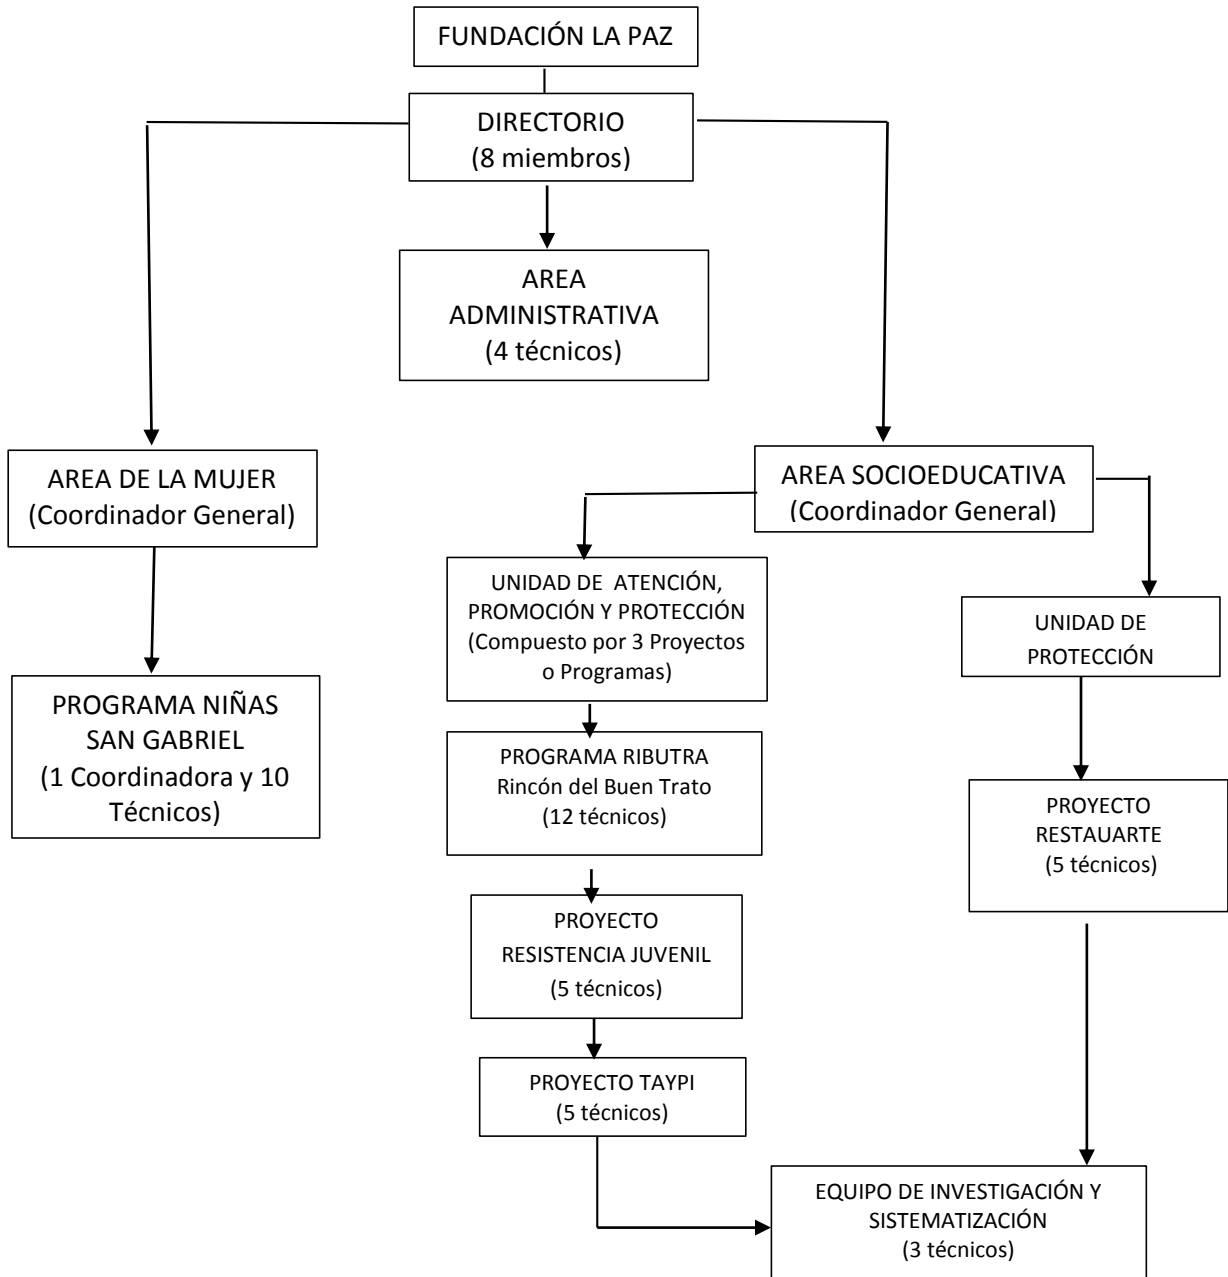 FUNDACIÓN LA PAZ
DIRECTORIO
(8 miembros)
AREA
ADMINISTRATIVA
(4 técnicos)
AREA DE LA MUJER
(Coordinador General)
AREA SOCIOEDUCATIVA
(Coordinador General)
UNIDAD DE ATENCIÓN,
PROMOCIÓN Y PROTECCIÓN
(Compuesto por 3 Proyectos
o Programas)
UNIDAD DE
PROTECCIÓN
PROGRAMA NIÑAS
SAN GABRIEL
(1 Coordinadora y 10
Técnicos)
PROGRAMA RIBUTRA
Rincón del Buen Trato
(12 técnicos)
PROYECTO
RESTAUARTE
(5 técnicos)
PROYECTO
RESISTENCIA JUVENIL
(5 técnicos)
PROYECTO TAYPI
(5 técnicos)
EQUIPO DE INVESTIGACIÓN Y
SISTEMATIZACIÓN
(3 técnicos)